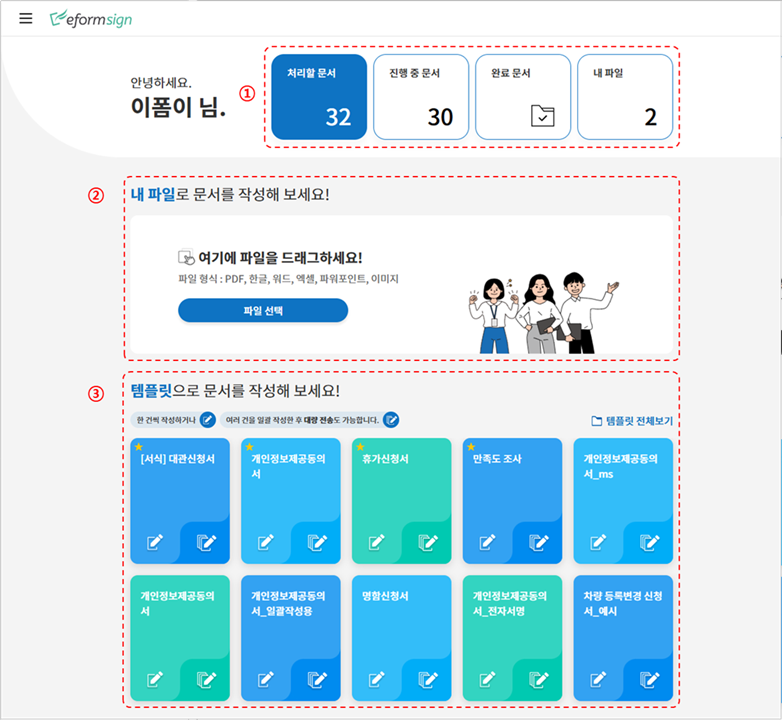 eformsign
안녕하세요.
이폼이 님.
①
처리할 문서
32
진행 중 문서
30
완료 문서
내 파일
2
②
내 파일로 문서를 작성해 보세요!
여기에 파일을 드래그하세요!
파일 형식 : PDF, 한글, 워드, 엑셀, 파워포인트, 이미지
파일 선택
③
템플릿으로 문서를 작성해 보세요!
한 건씩 작성하거나
여러 건을 일괄 작성한 후 대량 전송도 가능합니다.
템플릿 전체보기
[서식] 대관신청서
개인정보제공동의
서
휴가신청서
만족도 조사
개인정보제공동의
서_ms
개인정보제공동의
서
개인정보제공동의
서_일괄작성용
명함신청서
개인정보제공동의
서_전자서명
차량 등록변경 신청
서_예시